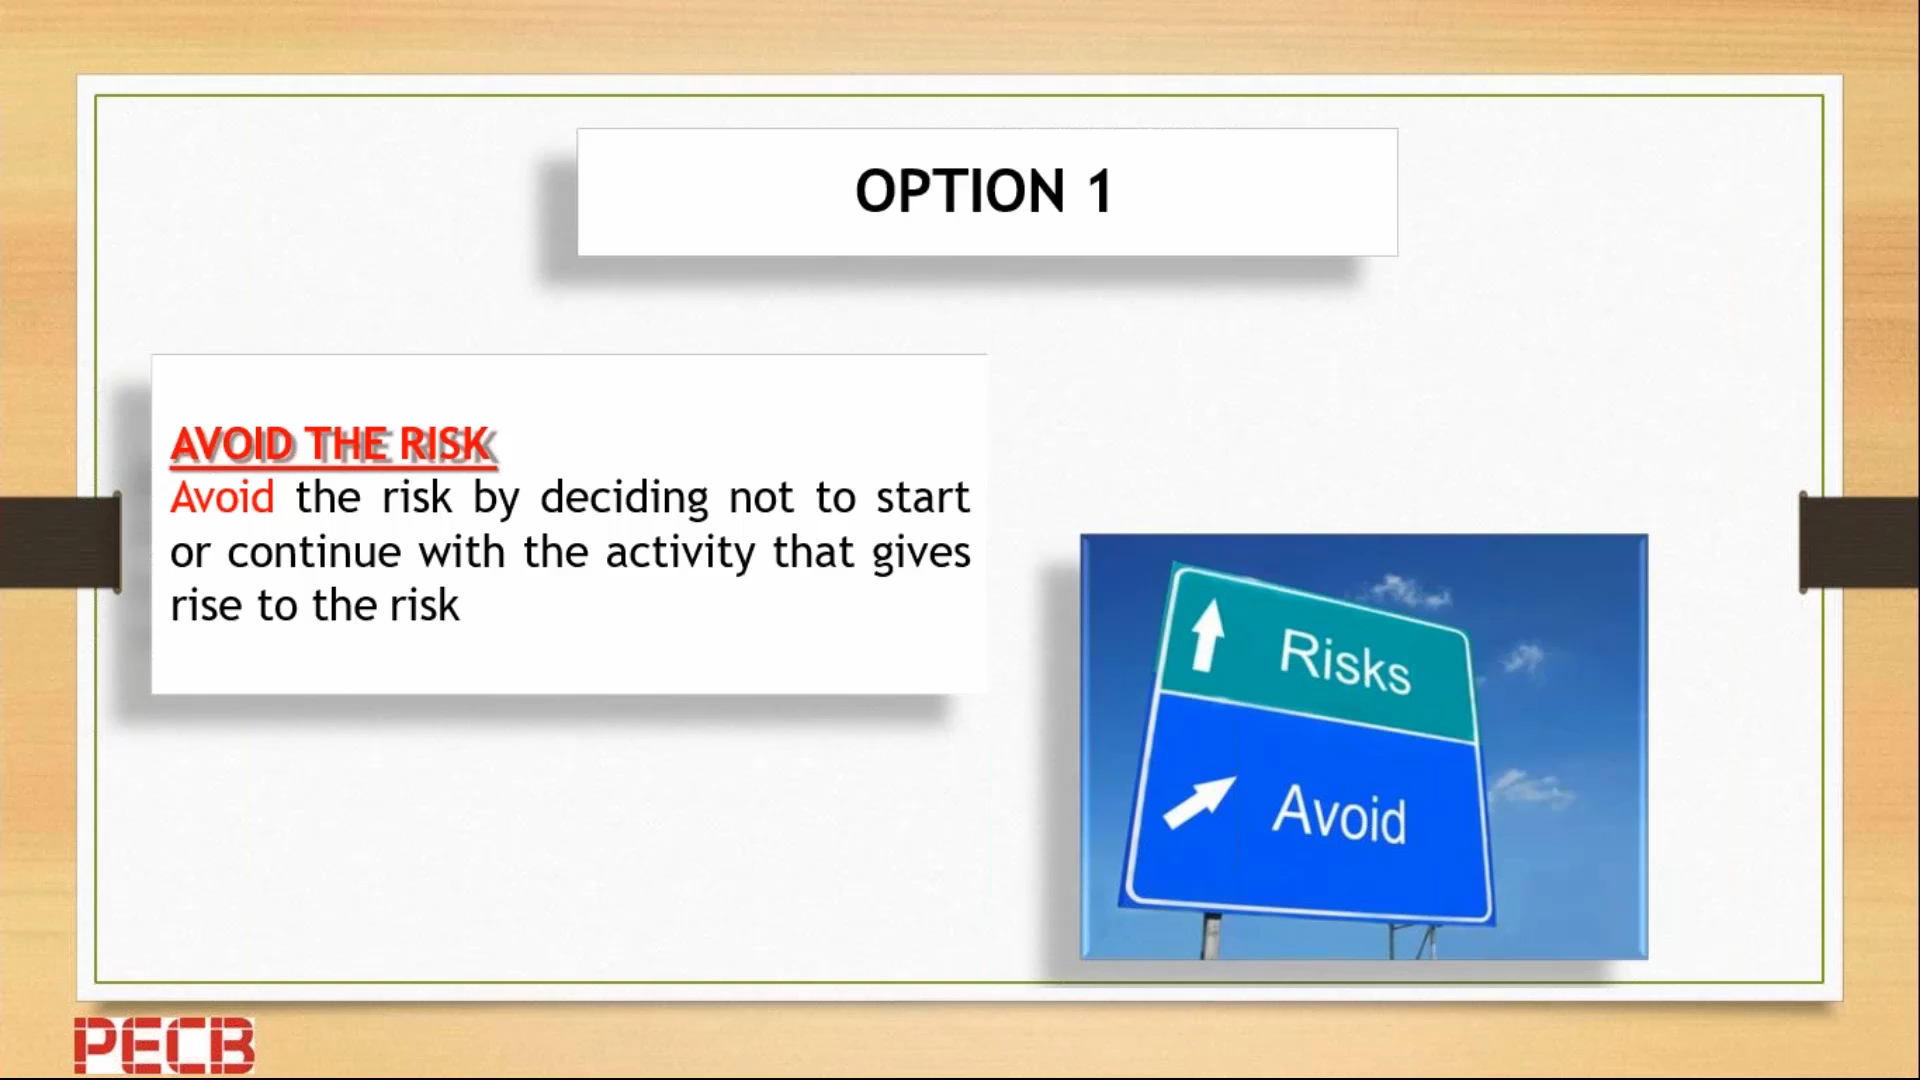 OPTION 1
AVOID THE RISK
Avoid the risk by deciding not to start
or continue with the activity that gives
rise to the risk
Risks
Avoid
PECB